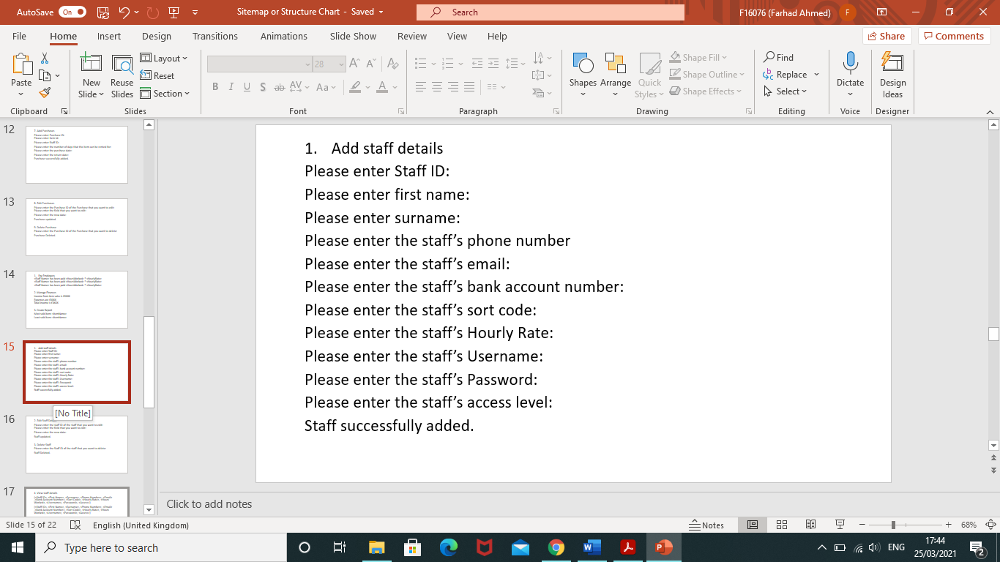 AutoSave On
Sitemap or Structure Chart - Saved
Search
F16076 (Farhad Ahmed)
F
File Home Insert Design Transitions Animations Slide Show Review View Help
Share Comments
Paste
Clipboard
New Slide
Reuse Slides
Layout
Reset
Section
Slides
28
Font
Paragraph
Shapes
Arrange
Quick Styles
Shape Fill
Shape Outline
Shape Effects
Drawing
Find
Replace
Select
Editing
Dictate
Voice
Design Ideas
Designer
12
7. Add Purchases
Please enter Purchase ID:
Please enter Item Id:
Please enter Staff ID:
Please enter the number of days that the item can be rented for:
Please enter the purchase date:
Please enter the return date:
Purchase successfully added.
13
8. Edit Purchases
Please enter the Purchase ID of the Purchase that you want to edit:
Please enter the field that you want to edit:
Please enter the new data:
Purchase updated.
9. Delete Purchase
Please enter the Purchase ID of the Purchase that you want to delete:
Purchase Deleted.
14
1. Pay Employees
2. Manage Finances
3. Create Report
15
1. Add staff details
Please enter Staff ID:
Please enter first name:
Please enter surname:
Please enter the staff's phone number
Please enter the staff's email:
Please enter the staff's bank account number:
Please enter the staff's sort code:
Please enter the staff's Hourly Rate:
Please enter the staff's Username:
Please enter the staff's Password:
Please enter the staff's access level:
Staff successfully added.
[No Title]
16
Please enter the staff ID of the staff that you want to edit:
Please enter the field that you want to edit:
Please enter the new data:
Staff updated.
3. Delete Staff
Please enter the Staff ID of the staff that you want to delete:
Staff Deleted.
17
4. View staff details
1. Add staff details
Please enter Staff ID:
Please enter first name:
Please enter surname:
Please enter the staff’s phone number
Please enter the staff’s email:
Please enter the staff’s bank account number:
Please enter the staff’s sort code:
Please enter the staff’s Hourly Rate:
Please enter the staff’s Username:
Please enter the staff’s Password:
Please enter the staff’s access level:
Staff successfully added.
Click to add notes
Slide 15 of 22
English (United Kingdom)
Notes
68%
Type here to search
ENG
17:44
25/03/2021
2